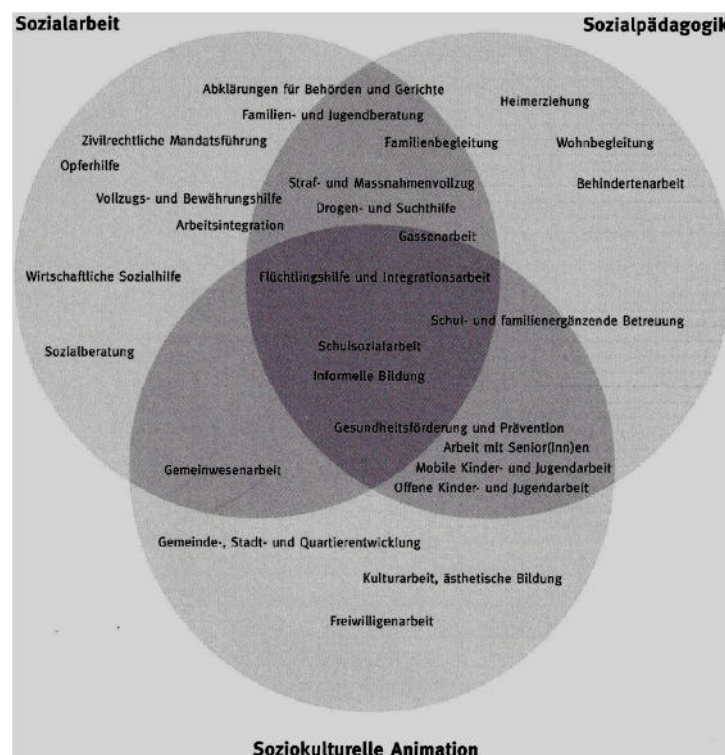 Sozialarbeit
Sozialpädagogik
Abklärungen für Behörden und Gerichte
Heimerziehung
Familien- und Jugendberatung
Zivilrechtliche Mandatsführung
Familienbegleitung
Wohnbegleitung
Opferhilfe
Straf- und Massnahmenvollzug
Behindertenarbeit
Vollzugs- und Bewährungshilfe
Drogen- und Suchthilfe
Arbeitsintegration
Gassenarbeit
Wirtschaftliche Sozialhilfe
Flüchtlingshilfe und Integrationsarbeit
Schul- und familienergänzende Betreuung
Sozialberatung
Schulsozialarbeit
Informelle Bildung
Gesundheitsförderung und Prävention
Arbeit mit Senior(inn)en
Gemeinwesenarbeit
Mobile Kinder- und Jugendarbeit
Offene Kinder- und Jugendarbeit
Gemeinde-, Stadt- und Quartierentwicklung
Kulturarbeit, ästhetische Bildung
Freiwilligenarbeit
Soziokulturelle Animation